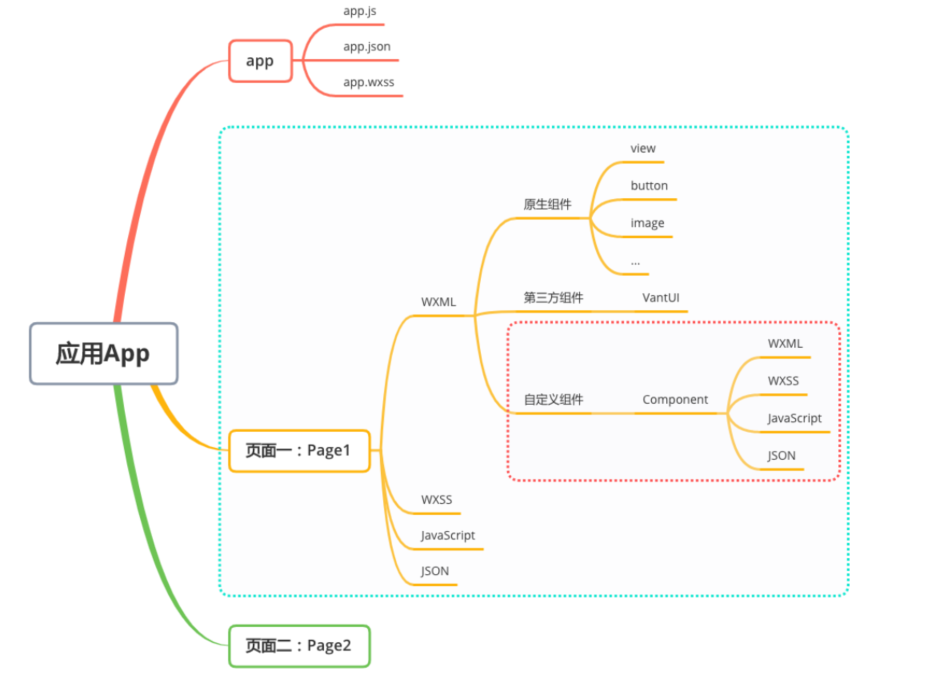 app.js
app
app.json
app.wxss
view
button
原生组件
image
...
第三方组件
VantUI
WXML
WXML
应用App
WXSS
自定义组件
Component
JavaScript
页面一：Page1
JSON
WXSS
JavaScript
JSON
页面二：Page2